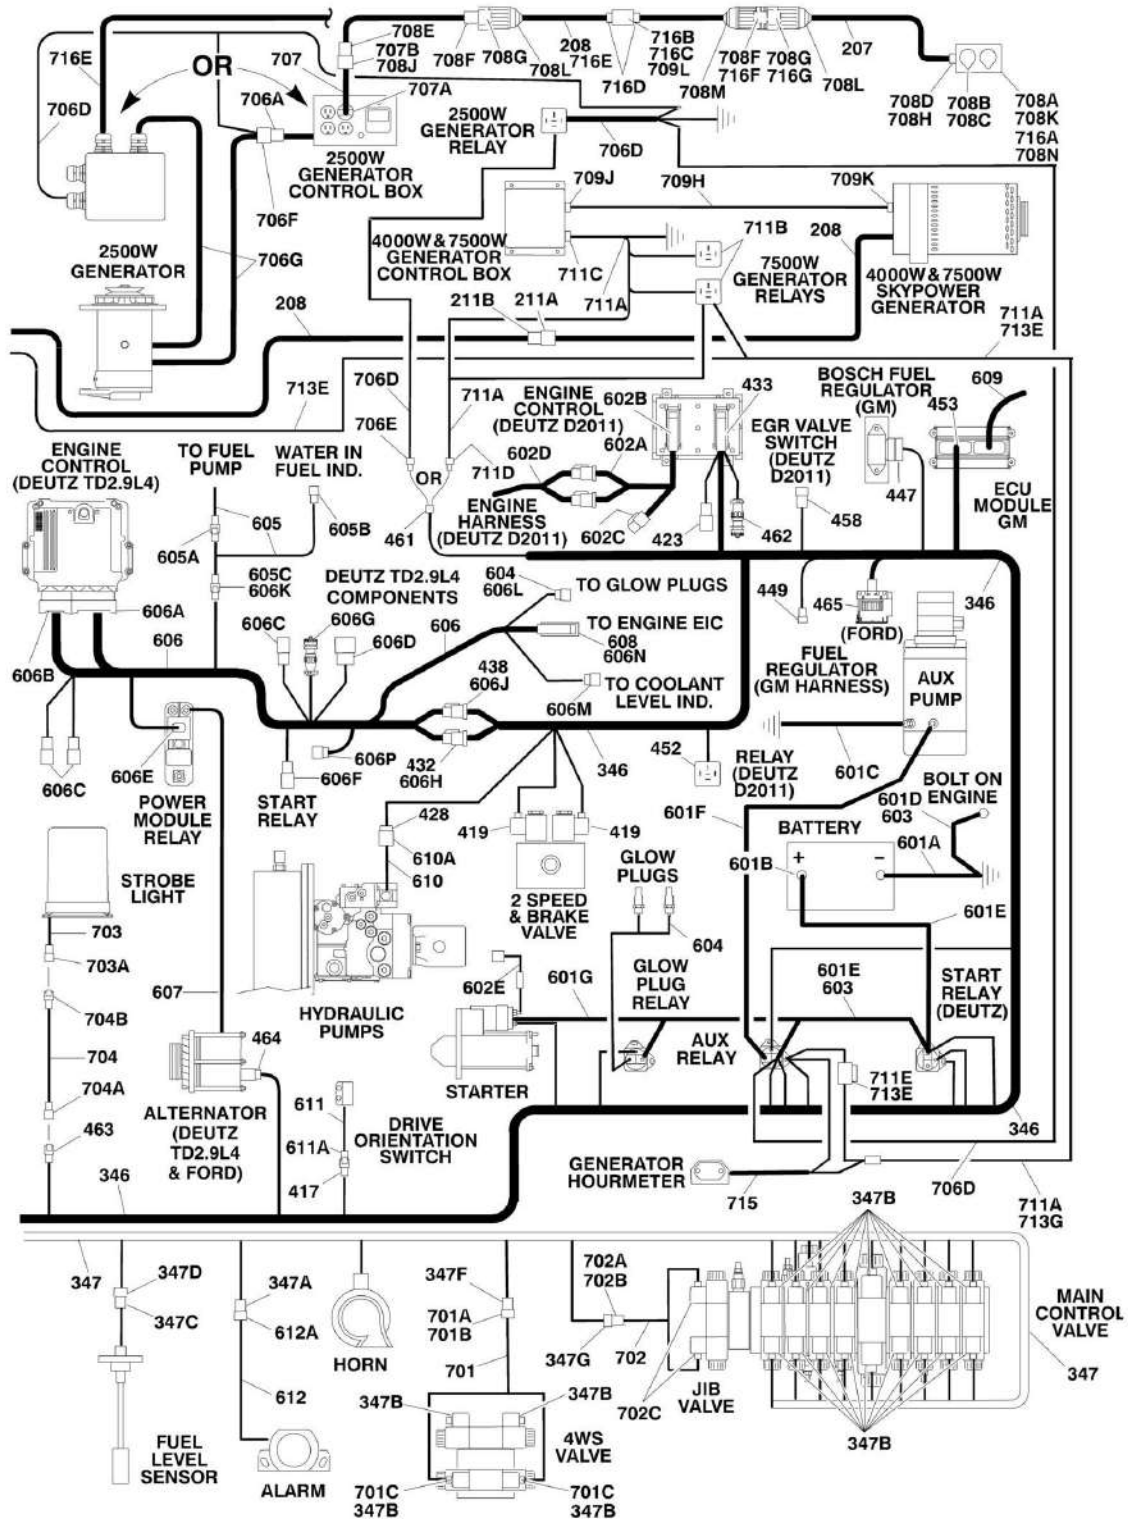 708E
707B
708J
708F
708G
708L
208
716E
716B
716C
709L
716D
708M
708F
716F
708G
716G
708L
207
708D
708H
708B
708C
708A
708K
716A
708N
716E
OR
707
707A
706D
706A
706F
2500W
GENERATOR
CONTROL BOX
2500W
GENERATOR
RELAY
706D
709J
709H
709K
208
2500W
GENERATOR
706G
4000W & 7500W
GENERATOR
CONTROL BOX
711C
711A
711B
7500W
GENERATOR
RELAYS
4000W & 7500W
SKYPOWER
GENERATOR
208
211B
211A
711A
713E
713E
706D
706E
711A
711D
OR
461
ENGINE
CONTROL
(DEUTZ D2011)
602B
433
602D
602A
ENGINE
HARNESS
(DEUTZ D2011)
602C
423
462
EGR VALVE
SWITCH
(DEUTZ
D2011)
458
BOSCH FUEL
REGULATOR
(GM)
447
453
609
ECU
MODULE
GM
ENGINE
CONTROL
(DEUTZ TD2.9L4)
TO FUEL
PUMP
WATER IN
FUEL IND.
605
605A
605B
605C
606K
606A
606
606B
DEUTZ TD2.9L4
COMPONENTS
606C
606G
606D
606
604
606L
TO GLOW PLUGS
TO ENGINE EIC
608
606N
TO COOLANT
LEVEL IND.
606M
438
606J
432
606H
606P
606F
START
RELAY
606C
606E
POWER
MODULE
RELAY
346
452
RELAY
(DEUTZ
D2011)
449
465
(FORD)
FUEL
REGULATOR
(GM HARNESS)
346
AUX
PUMP
601C
601F
BOLT ON
ENGINE
601D
603
601A
BATTERY
+
−
601B
601E
STROBE
LIGHT
703
703A
704B
704
704A
463
607
464
ALTERNATOR
(DEUTZ
TD2.9L4
& FORD)
428
610A
610
HYDRAULIC
PUMPS
419
419
2 SPEED
& BRAKE
VALVE
GLOW
PLUGS
604
602E
601G
STARTER
GLOW
PLUG
RELAY
AUX
RELAY
601E
603
START
RELAY
(DEUTZ)
711E
713E
611
611A
417
DRIVE
ORIENTATION
SWITCH
GENERATOR
HOURMETER
715
346
706D
711A
713G
346
347
347D
347C
FUEL
LEVEL
SENSOR
347A
612A
612
ALARM
HORN
347F
701A
701B
701
347B
347B
4WS
VALVE
701C
347B
701C
347B
702A
702B
347G
702
702C
JIB
VALVE
347B
347B
MAIN
CONTROL
VALVE
347